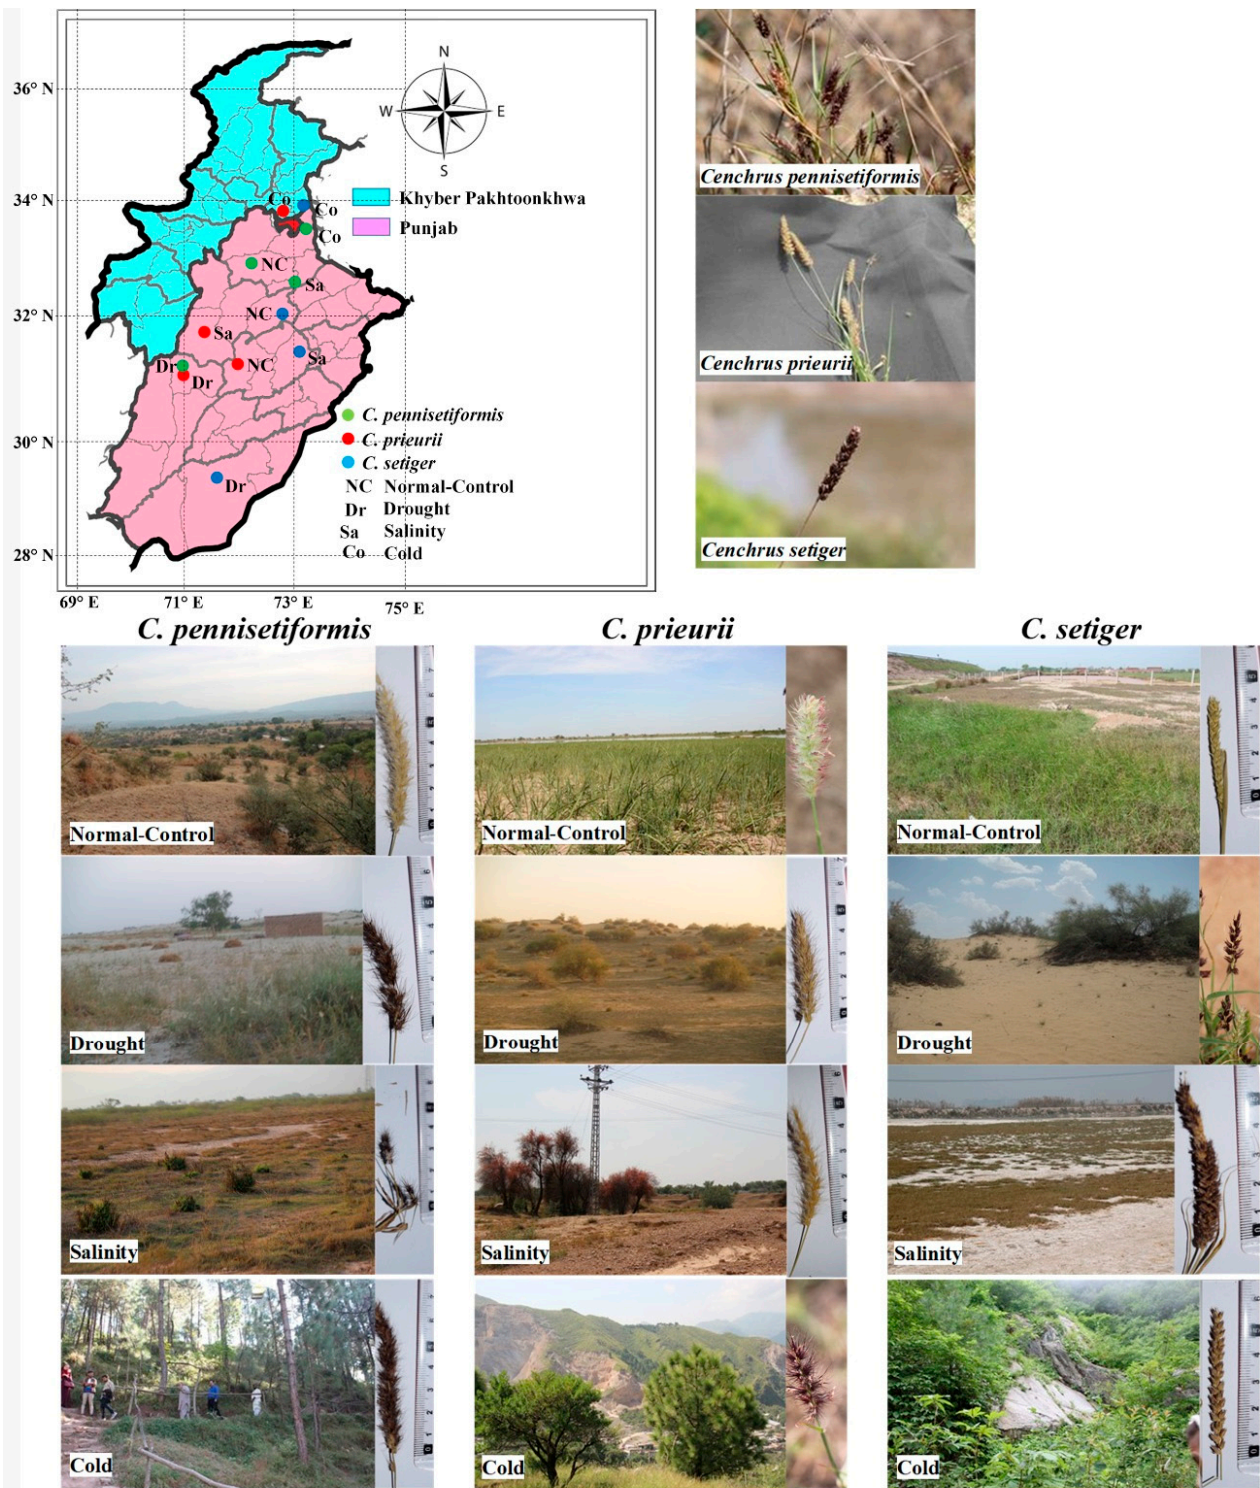 36° N
34° N
32° N
30° N
28° N
69° E
71° E
73° E
75° E
N
W
E
S
Khyber Pakhtoonkhwa
Punjab
Co
Co
Co
NC
Sa
NC
Sa
Sa
Dr
NC
Dr
Dr
C. pennisetiformis
C. prieurii
C. setiger
NC Normal-Control
Dr Drought
Sa Salinity
Co Cold
Cenchrus pennisetiformis
Cenchrus prieurii
Cenchrus setiger
C. pennisetiformis
C. prieurii
C. setiger
Normal-Control
Normal-Control
Normal-Control
Drought
Drought
Drought
Salinity
Salinity
Salinity
Cold
Cold
Cold